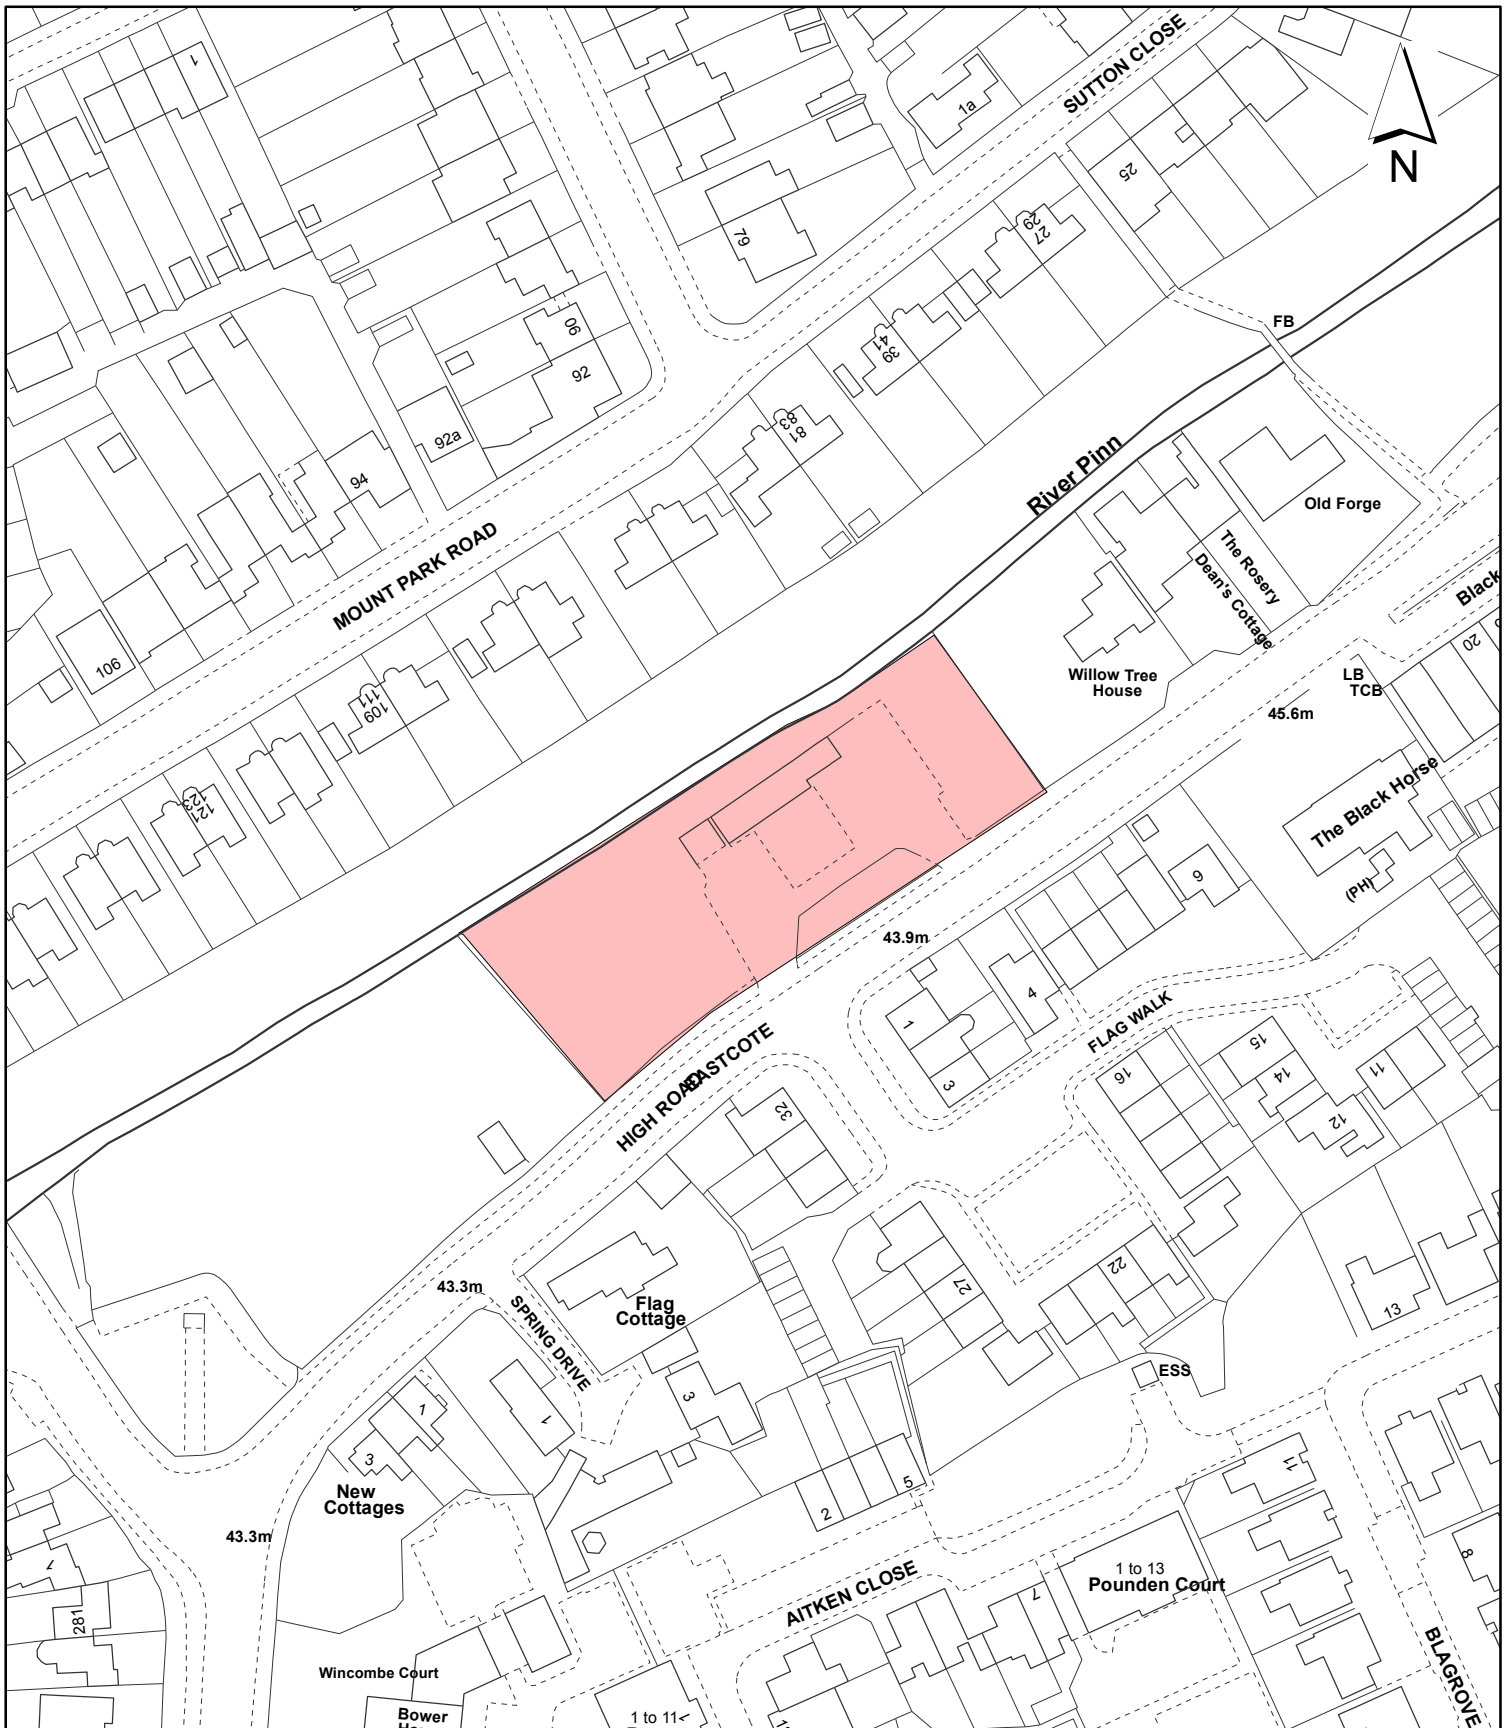 SUTTON CLOSE
1
1a
N
25
29
27
79
FB
90
39
41
92
83
81
92a
River Pinn
94
Old Forge
MOUNT PARK ROAD
The Rosery
Dean's Cottage
Black
20
106
Willow Tree
House
LB
TCB
111
109
45.6m
The Black Horse
(PH)
123
121
9
43.9m
4
1
FLAG WALK
3
15
14
11
16
12
HIGH ROAD
EASTCOTE
32
22
27
43.3m
Flag
Cottage
13
SPRING DRIVE
ESS
3
1
1
3
New
Cottages
11
5
2
43.3m
8
1 to 13
Pounden Court
AITKEN CLOSE
7
7
281
BLAGROVE
Wincombe Court
Bower
1 to 11